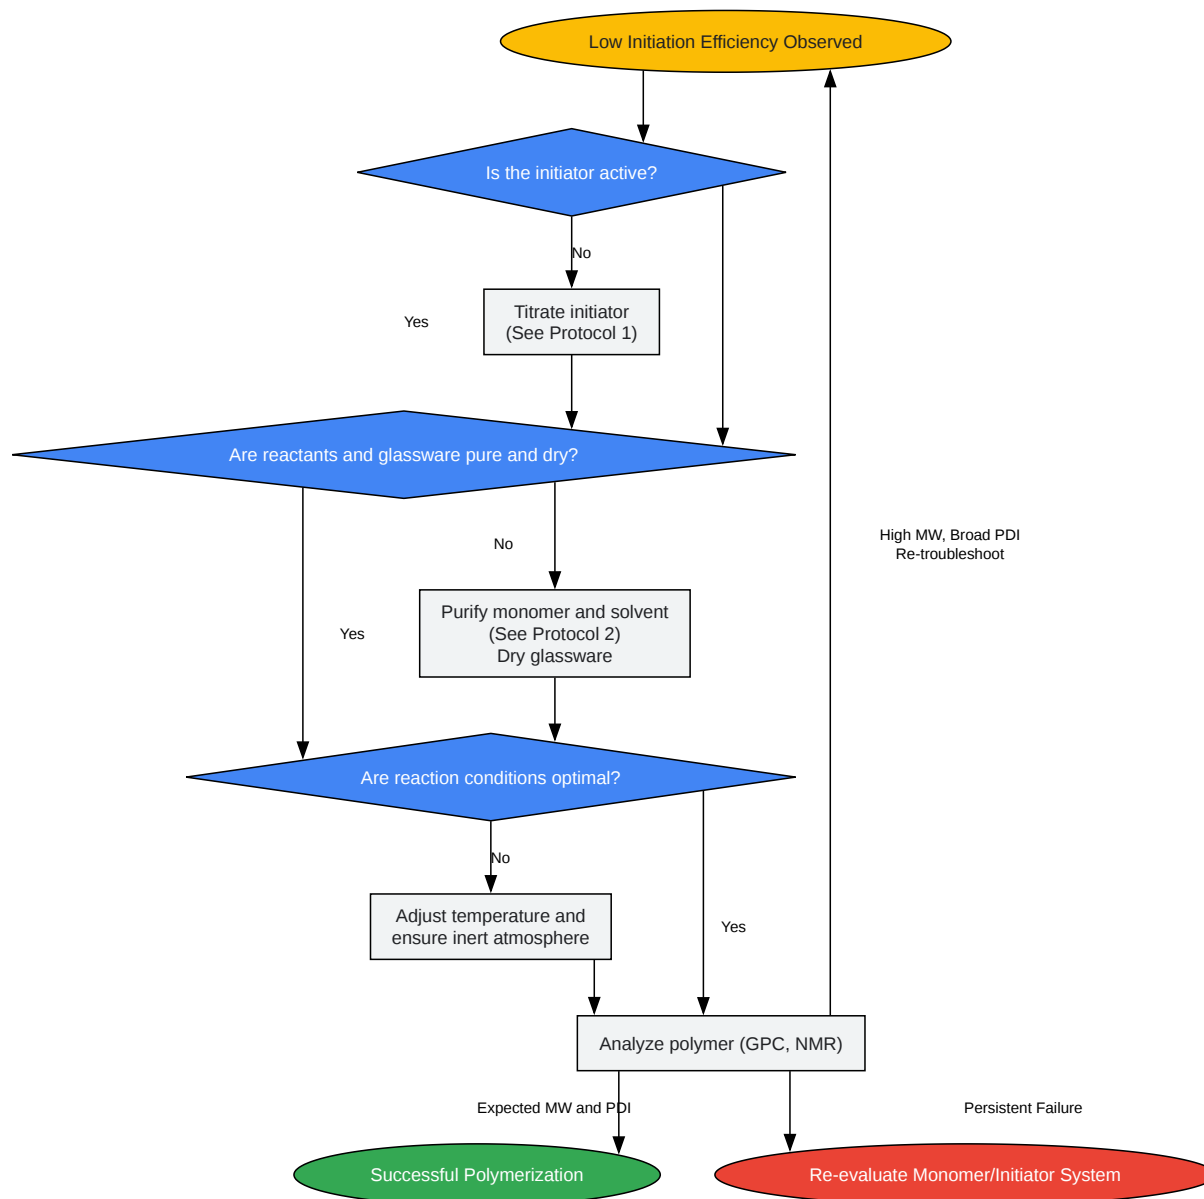 Low Initiation Efficiency Observed
Is the initiator active?
No
Titrate initiator
(See Protocol 1)
Yes
Are reactants and glassware pure and dry?
No
High MW, Broad PDI
Re-troubleshoot
Purify monomer and solvent
(See Protocol 2)
Dry glassware
Yes
Are reaction conditions optimal?
No
Adjust temperature and
ensure inert atmosphere
Yes
Analyze polymer (GPC, NMR)
Expected MW and PDI
Persistent Failure
Successful Polymerization
Re-evaluate Monomer/Initiator System